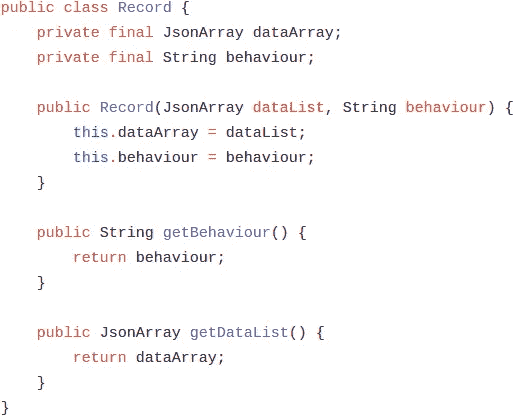 public class Record {
    private final JsonArray dataArray;
    private final String behaviour;

    public Record(JsonArray dataList, String behaviour) {
        this.dataArray = dataList;
        this.behaviour = behaviour;
    }

    public String getBehaviour() {
        return behaviour;
    }

    public JsonArray getDataList() {
        return dataArray;
    }
}